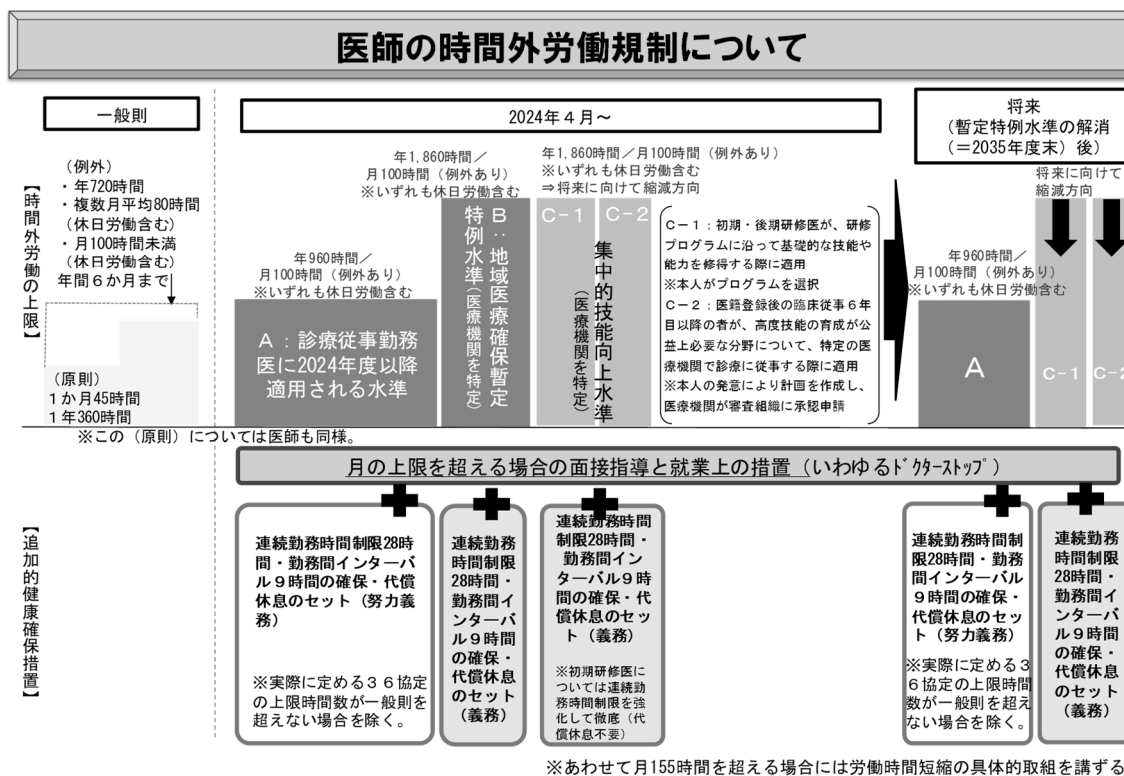 医師の時間外労働規制について
一般則
2024年４月～
将来
（暫定特例水準の解消
（＝2035年度末）後）
【時間外労働の上限】
（例外）
・年720時間
・複数月平均80時間
（休日労働含む）
・月100時間未満
（休日労働含む）
年間６か月まで
（原則）
１か月45時間
１年360時間
※この（原則）については医師も同様。
年960時間／
月100時間（例外あり）
※いずれも休日労働含む
Ａ：診療従事勤務
医に2024年度以降
適用される水準
年1,860時間／
月100時間（例外あり）
※いずれも休日労働含む
Ｂ：地域医療確保暫定
特例水準（医療機関を特定）
年1,860時間／月100時間（例外あり）
※いずれも休日労働含む
⇒将来に向けて縮減方向
Ｃ－１
Ｃ－２
集中的技能向上水準
（医療機関を特定）
Ｃ－１：初期・後期研修医が、研修
プログラムに沿って基礎的な技能や
能力を修得する際に適用
※本人がプログラムを選択
Ｃ－２：医籍登録後の臨床従事６年
目以降の者が、高度技能の育成が公
益上必要な分野について、特定の医
療機関で診療に従事する際に適用
※本人の発意により計画を作成し、
医療機関が審査組織に承認申請
将来に向けて
縮減方向
年960時間／
月100時間（例外あり）
※いずれも休日労働含む
Ａ
Ｃ－１
Ｃ－２
月の上限を超える場合の面接指導と就業上の措置（いわゆるﾄﾞｸﾀｰｽﾄｯﾌﾟ）
【追加的健康確保措置】
連続勤務時間制限28時
間・勤務間インターバ
ル９時間の確保・代償
休息のセット（努力義
務）
※実際に定める３６協定
の上限時間数が一般則を
超えない場合を除く。
連続勤務
時間制限
28時間・
勤務間イ
ンターバ
ル９時間
の確保・
代償休息
のセット
（義務）
連続勤務時間
制限28時間・
勤務間イン
ターバル９時
間の確保・代
償休息のセッ
ト（義務）
※初期研修医に
ついては連続勤
務時間制限を強
化して徹底（代
償休息不要）
連続勤務時間制
限28時間・勤務
間インターバル
９時間の確保・
代償休息のセッ
ト（努力義務）
※実際に定める３
６協定の上限時間
数が一般則を超え
ない場合を除く。
連続勤務
時間制限
28時間・
勤務間イ
ンターバ
ル９時間
の確保・
代償休息
のセット
（義務）
※あわせて月155時間を超える場合には労働時間短縮の具体的取組を講ずる